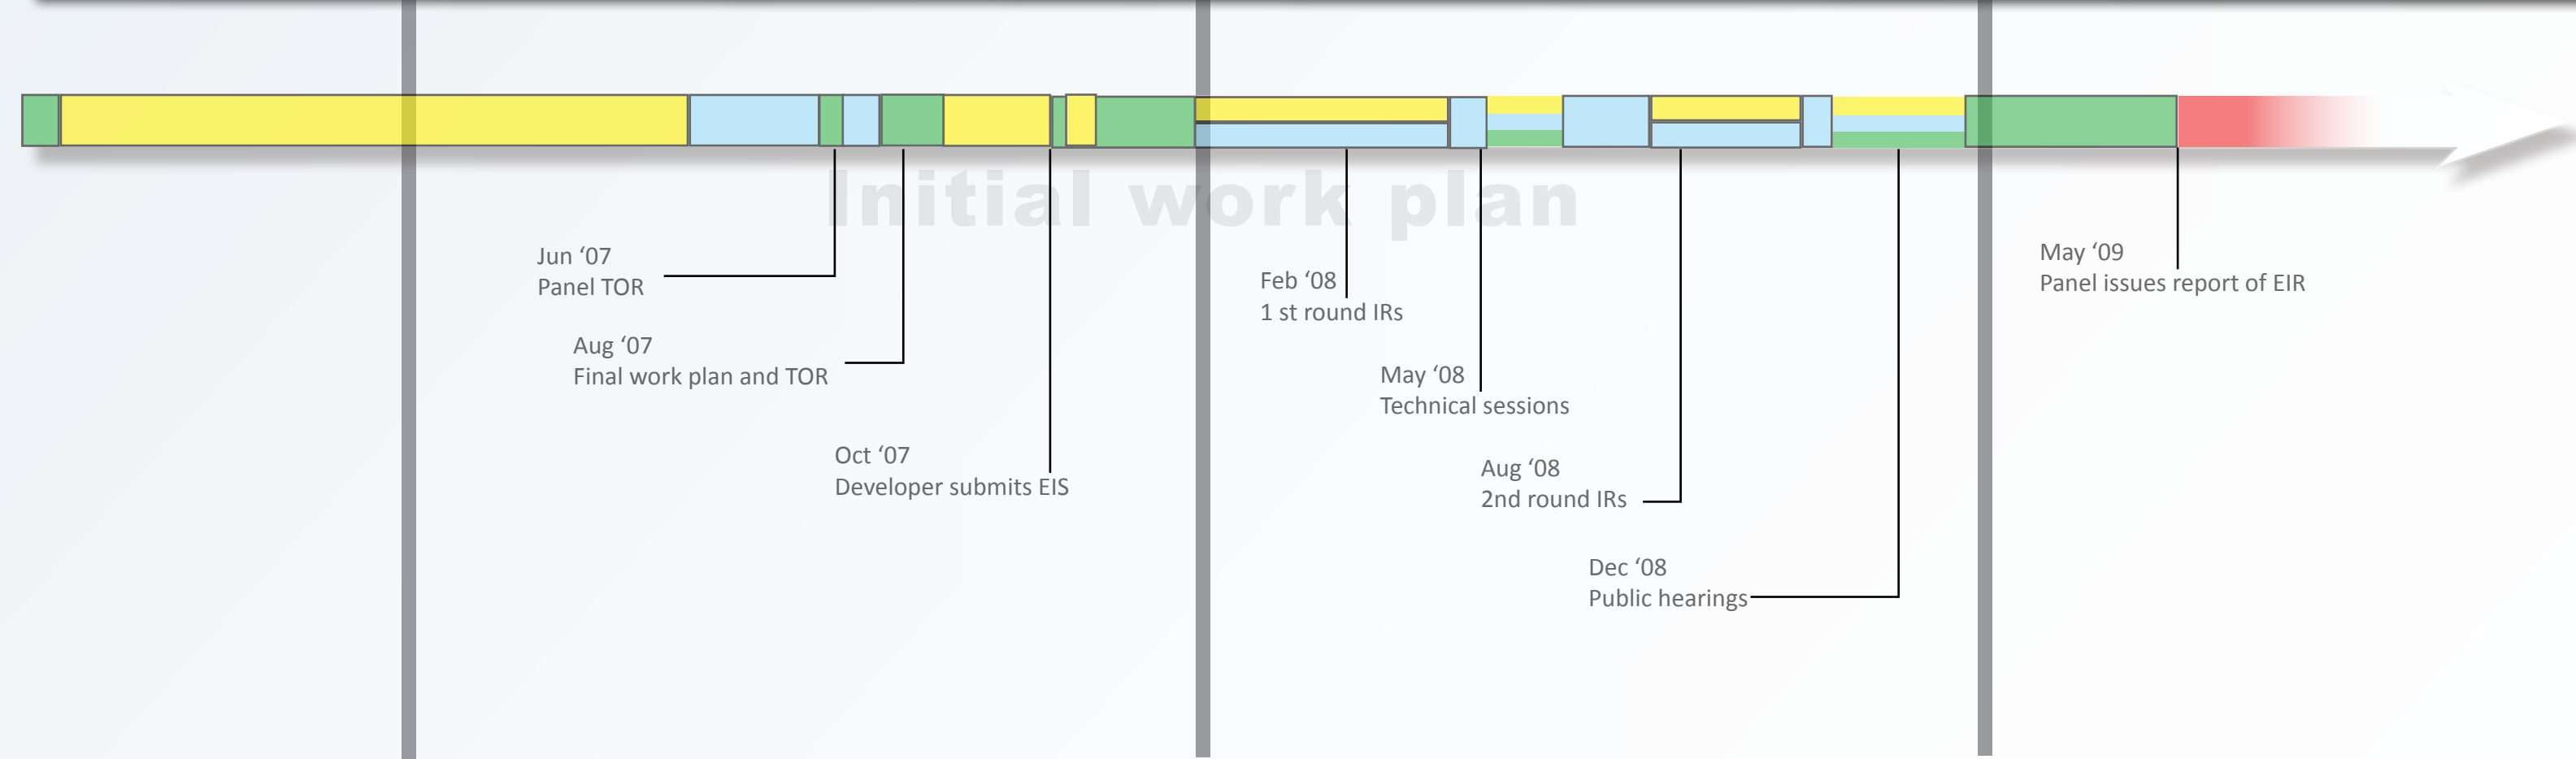 Initial work plan
Jun ‘07
Panel TOR
Aug ‘07
Final work plan and TOR
Oct ‘07
Developer submits EIS
Feb ‘08
1 st round IRs
May ‘08
Technical sessions
Aug ‘08
2nd round IRs
Dec ‘08
Public hearings
May ‘09
Panel issues report of EIR